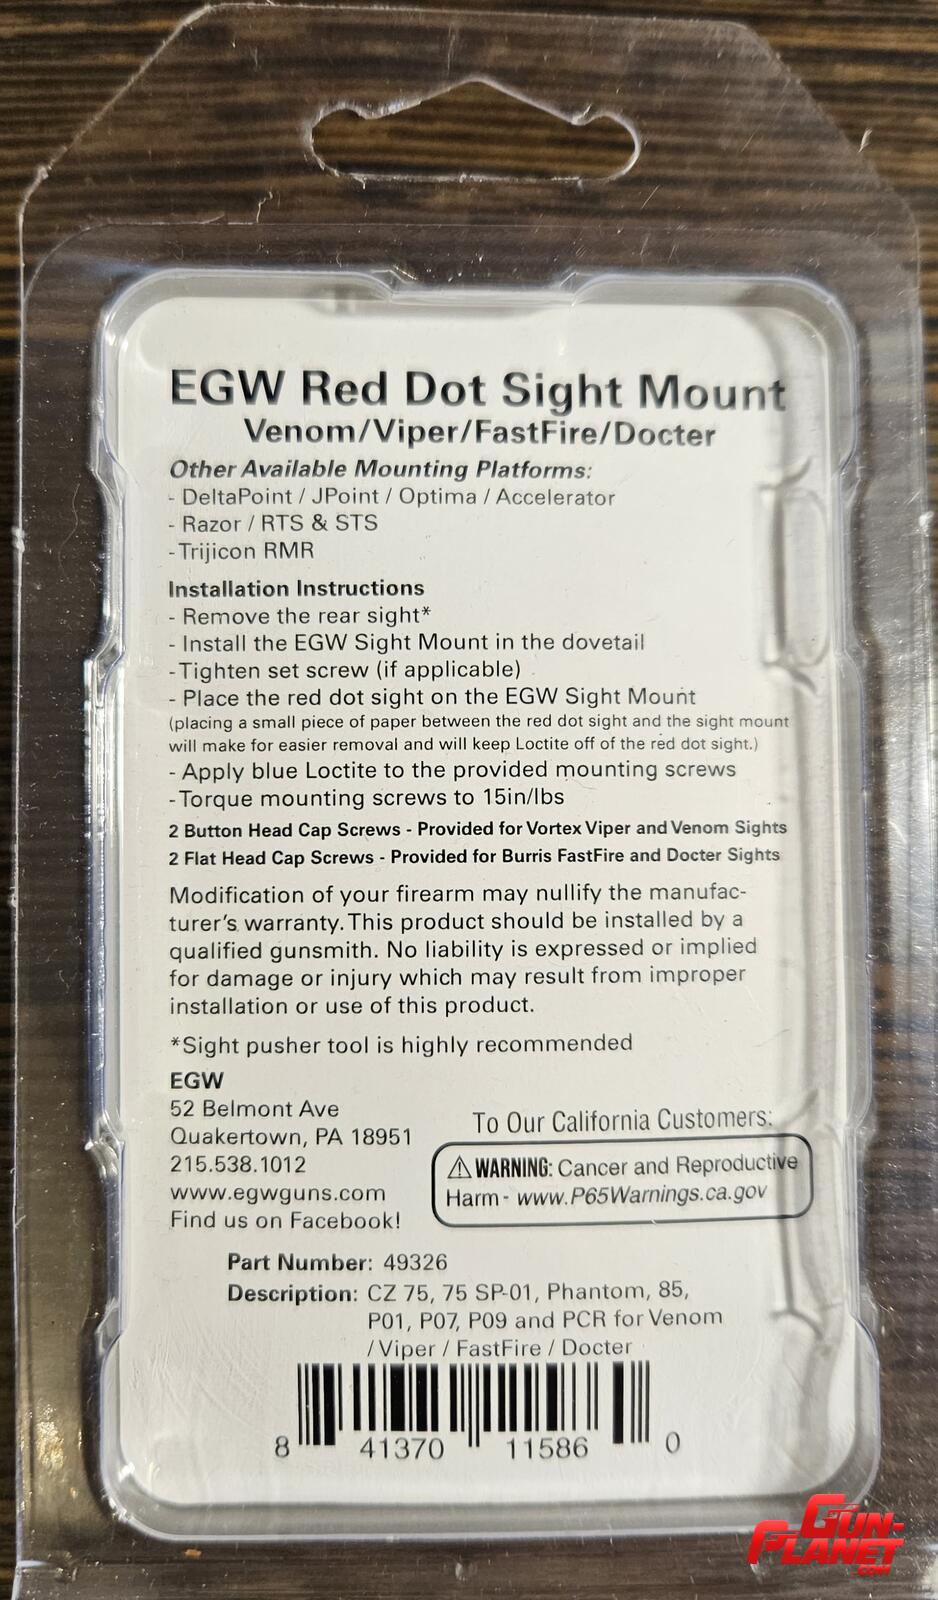 EGW Red Dot Sight Mount
Venom/Viper/FastFire/Docter
Other Available Mounting Platforms:
- DeltaPoint / JPoint / Optima / Accelerator
- Razor / RTS & STS
- Trijicon RMR
Installation Instructions
- Remove the rear sight*
- Install the EGW Sight Mount in the dovetail
- Tighten set screw (if applicable)
- Place the red dot sight on the EGW Sight Mount
(placing a small piece of paper between the red dot sight and the sight mount
will make for easier removal and will keep Loctite off of the red dot sight.)
- Apply blue Loctite to the provided mounting screws
- Torque mounting screws to 15in/lbs
2 Button Head Cap Screws - Provided for Vortex Viper and Venom Sights
2 Flat Head Cap Screws - Provided for Burris FastFire and Docter Sights
Modification of your firearm may nullify the manufac-
turer's warranty. This product should be installed by a
qualified gunsmith. No liability is expressed or implied
for damage or injury which may result from improper
installation or use of this product.
*Sight pusher tool is highly recommended
EGW
52 Belmont Ave
Quakertown, PA 18951
215.538.1012
www.egwguns.com
Find us on Facebook!
To Our California Customers:
⚠ WARNING: Cancer and Reproductive
Harm - www.P65Warnings.ca.gov
Part Number: 49326
Description: CZ 75, 75 SP-01, Phantom, 85,
P01, P07, P09 and PCR for Venom
/ Viper / FastFire / Docter
8 41370 11586 0
GUN-
PLANET
.COM